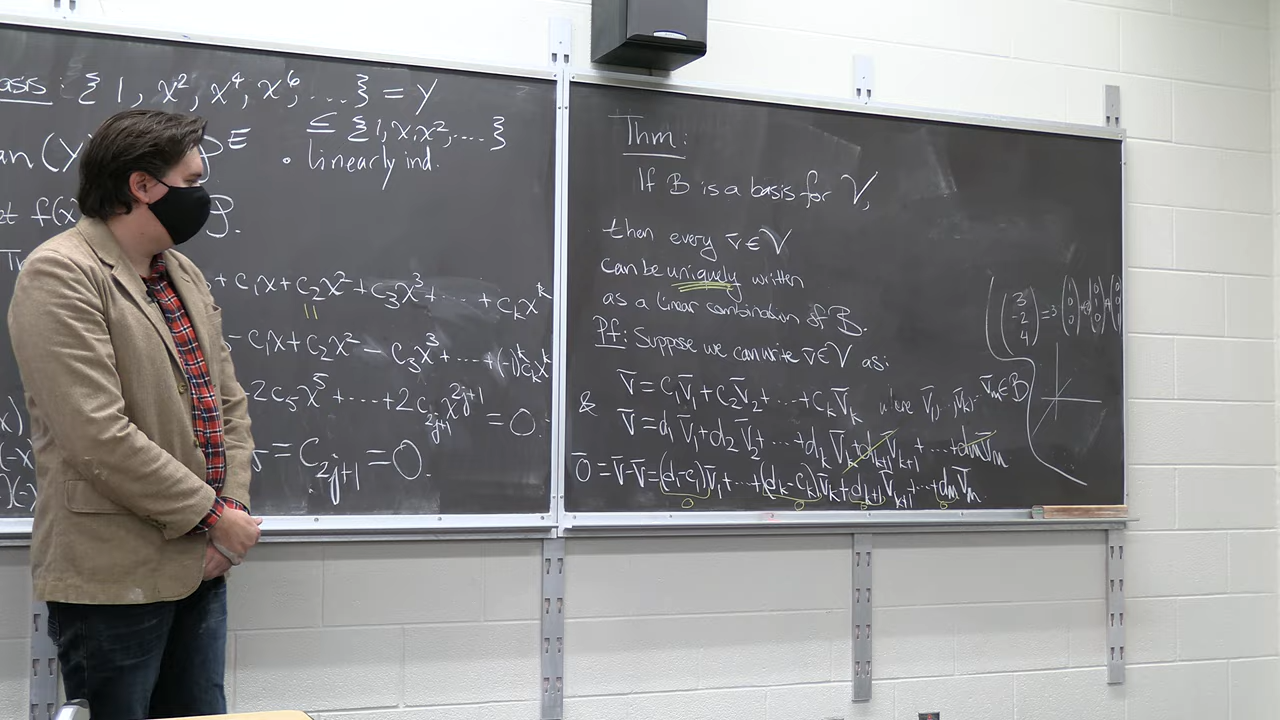 asis: {1, x², x⁴, x⁶, ...} = Y
⊆ {1, x, x², ...}
an (Y
P^E
• linearly ind.
et f(x
P.
+ c₁x + c₂x² + c₃x³ + ... + cₖxᵏ
- c₁x + c₂x² - c₃x³ + ... + (-1)ᵏcₖxᵏ
2c₅x⁵ + ... + 2c₂ⱼ₊₁x²ʲ⁺¹ = 0.
= c₂ⱼ₊₁ = 0.
Thm:
If B is a basis for V,
then every v̄ ∈ V
can be uniquely written
as a linear combination of B.
Pf: Suppose we can write v̄ ∈ V as:
v̄ = c₁v̄₁ + c₂v̄₂ + ... + cₖv̄ₖ where v̄₁, ... v̄ₖ₊₁ ... v̄ₘ ∈ B
& v̄ = d₁v̄₁ + d₂v̄₂ + ... + dₖv̄ₖ + dₖ₊₁v̄ₖ₊₁ + ... + dₘv̄ₘ
0̄ = v̄ - v̄ = (d₁-c₁)v̄₁ + ... + (dₖ-cₖ)v̄ₖ + dₖ₊₁v̄ₖ₊₁ + ... + dₘv̄ₘ.
0 0 0 0
(3 -2 4) = 3